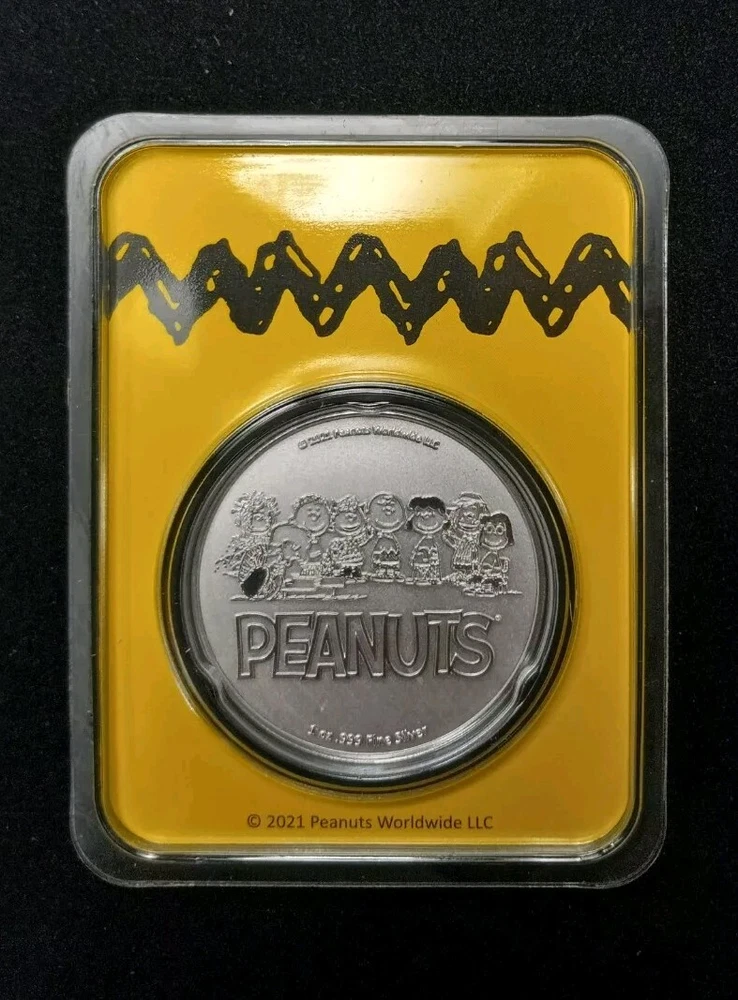 © 2021 Peanuts Worldwide LLC
PEANUTS®
1 oz .999 Fine Silver
© 2021 Peanuts Worldwide LLC